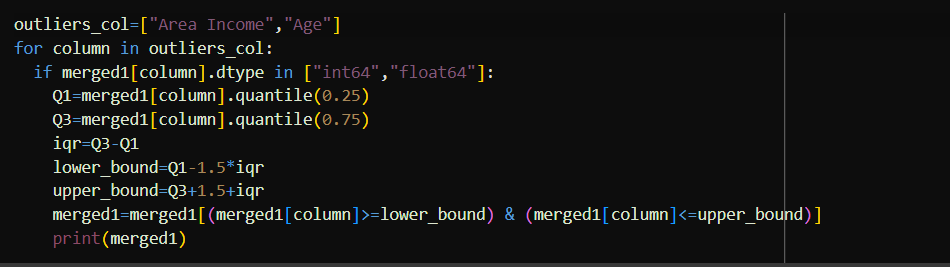 outliers_col=["Area Income","Age"]
for column in outliers_col:
  if merged1[column].dtype in ["int64","float64"]:
    Q1=merged1[column].quantile(0.25)
    Q3=merged1[column].quantile(0.75)
    iqr=Q3-Q1
    lower_bound=Q1-1.5*iqr
    upper_bound=Q3+1.5+iqr
    merged1=merged1[(merged1[column]>=lower_bound) & (merged1[column]<=upper_bound)]
    print(merged1)